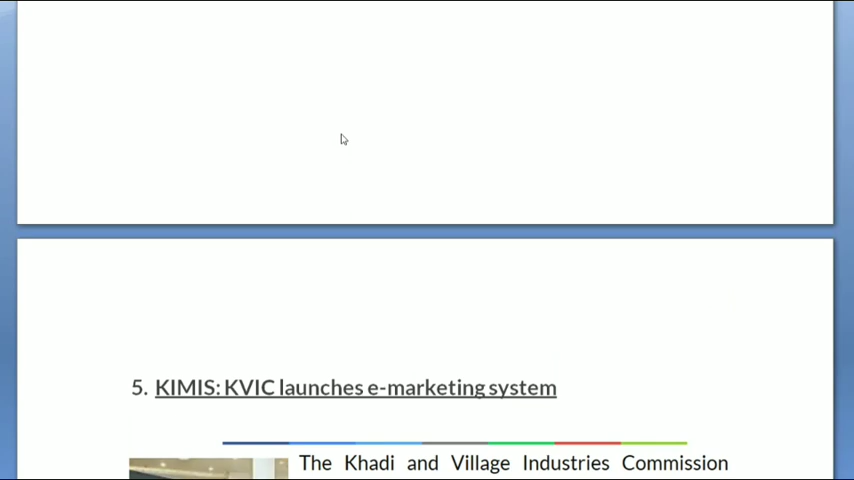 5. KIMIS: KVIC launches e-marketing system
The Khadi and Village Industries Commission